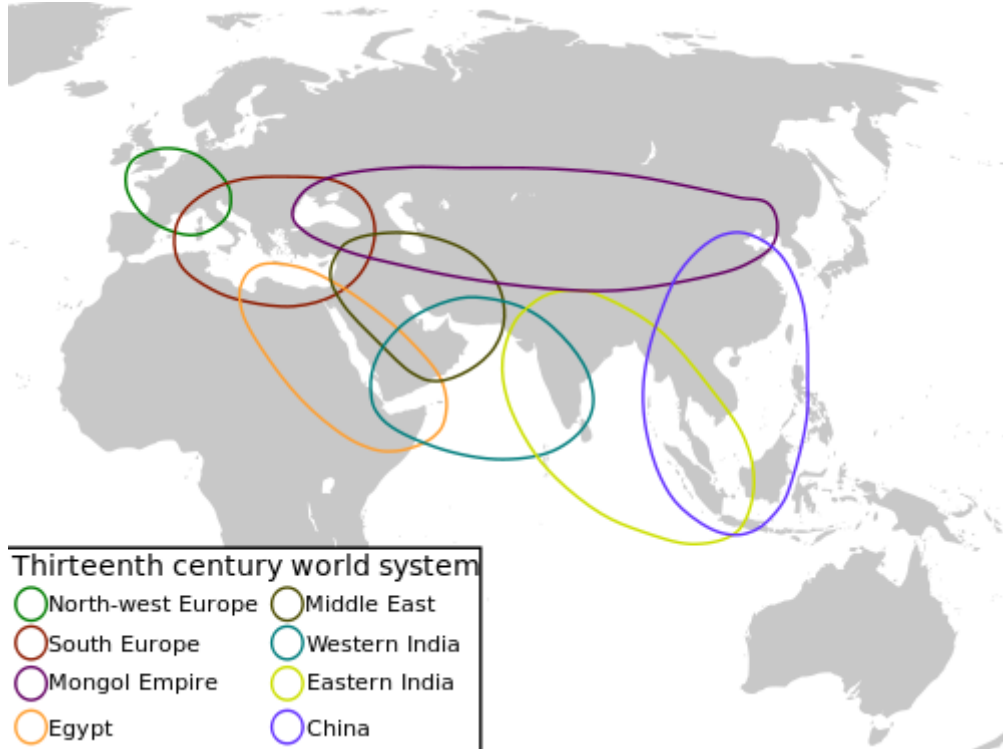 Thirteenth century world system
North-west Europe
South Europe
Mongol Empire
Egypt
Middle East
Western India
Eastern India
China